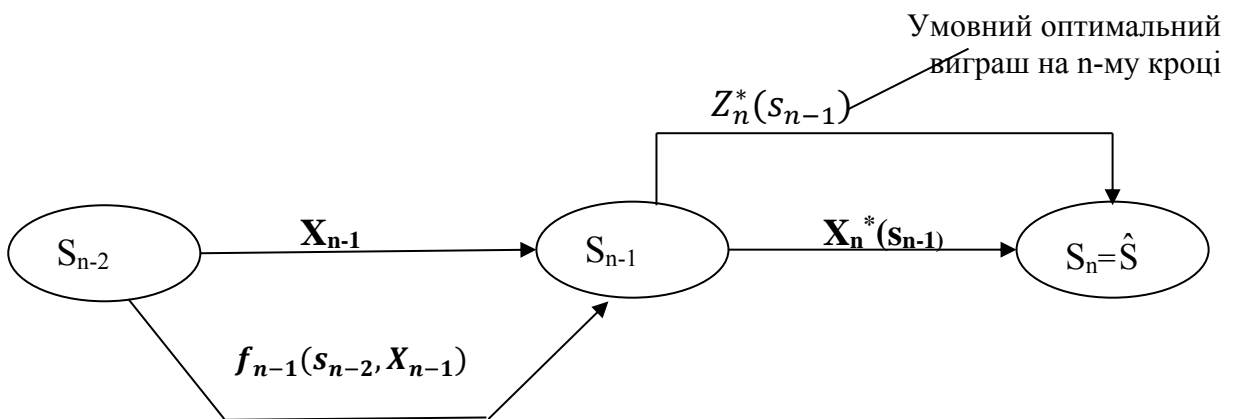 Умовний оптимальний
виграш на n-му кроці
Z*ₙ(sₙ₋₁)
Xₙ₋₁
Xₙ*(sₙ₋₁)
Sₙ₋₂
Sₙ₋₁
Sₙ=Ŝ
fₙ₋₁(sₙ₋₂, Xₙ₋₁)